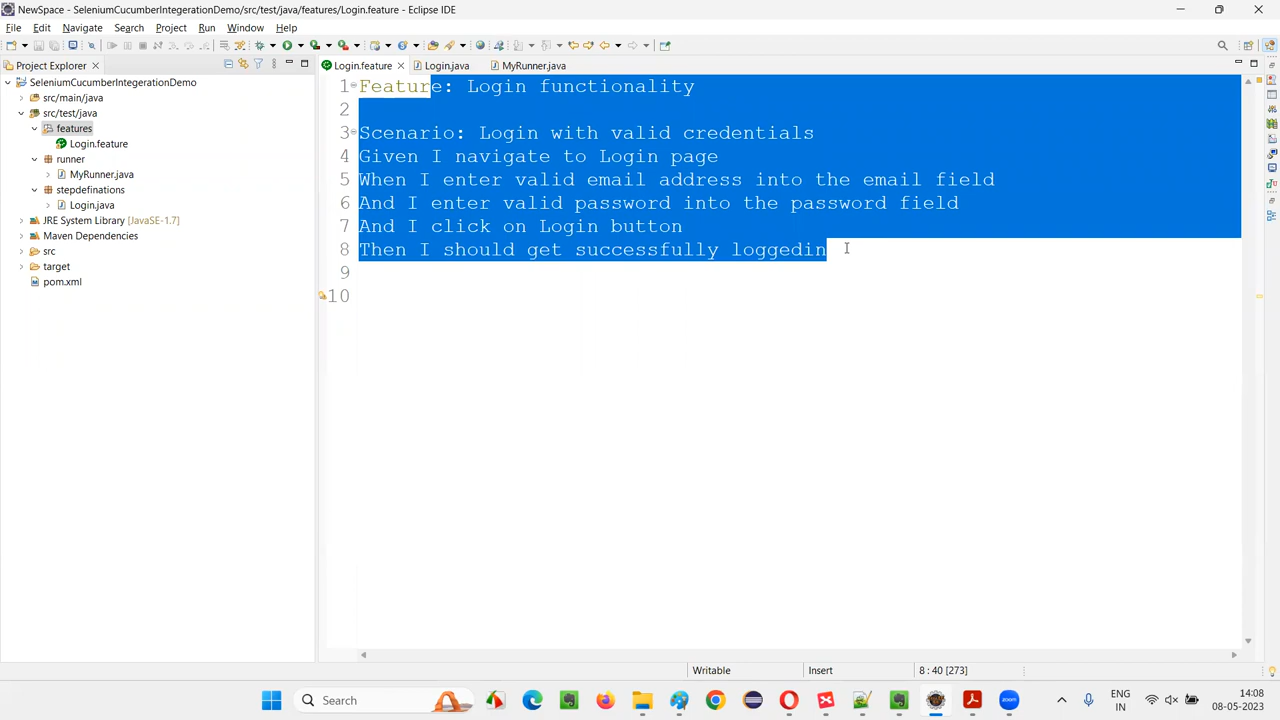 NewSpace - SeleniumCucumberIntegerationDemo/src/test/java/features/Login.feature - Eclipse IDE
File Edit Navigate Search Project Run Window Help
Project Explorer
Login.feature Login.java MyRunner.java
SeleniumCucumberIntegerationDemo
src/main/java
src/test/java
features
Login.feature
runner
MyRunner.java
stepdefinations
Login.java
JRE System Library [JavaSE-1.7]
Maven Dependencies
src
target
pom.xml
1 Feature: Login functionality
2
3 Scenario: Login with valid credentials
4 Given I navigate to Login page
5 When I enter valid email address into the email field
6 And I enter valid password into the password field
7 And I click on Login button
8 Then I should get successfully loggedin
9
10
Writable Insert 8 : 40 [273]
Search
zoom
ENG
IN
14:08
08-05-2023